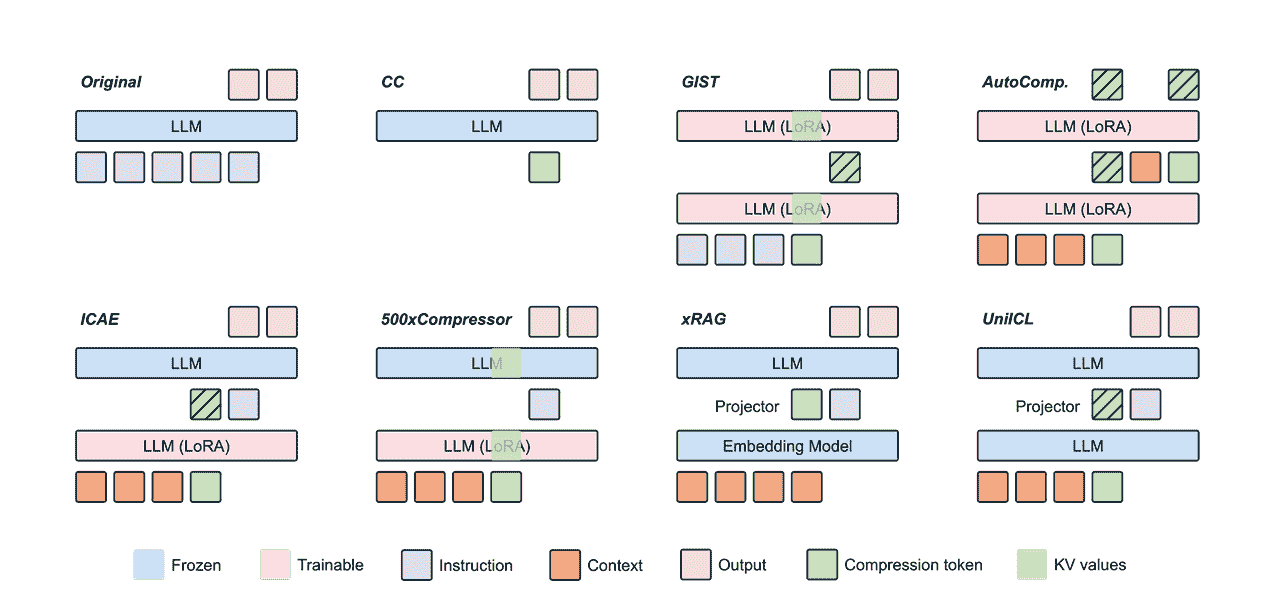 Original
CC
GIST
AutoComp.
LLM
LLM
LLM (LoRA)
LLM (LoRA)
LLM (LoRA)
LLM (LoRA)
ICAE
500xCompressor
xRAG
UniICL
LLM
LLM
LLM
LLM
Projector
Projector
LLM (LoRA)
LLM (LoRA)
Embedding Model
LLM
Frozen
Trainable
Instruction
Context
Output
Compression token
KV values